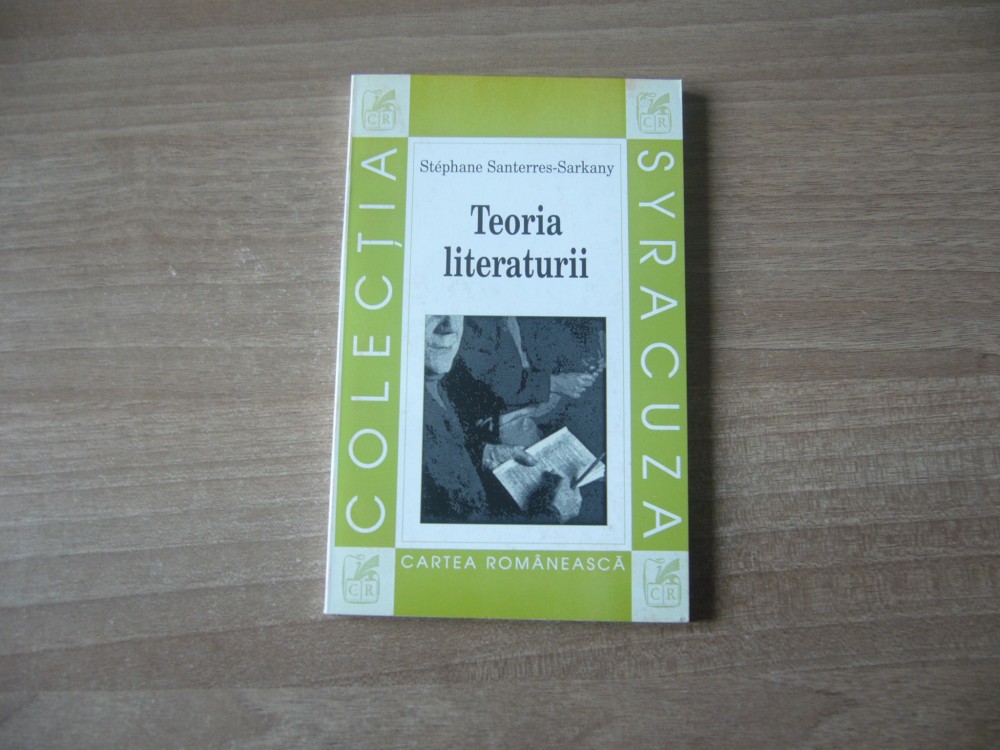 C R
C R
COLECȚIA
SYRACUZA
Stéphane Santerres-Sarkany
Teoria
literaturii
CARTEA ROMÂNEASCĂ
C R
C R